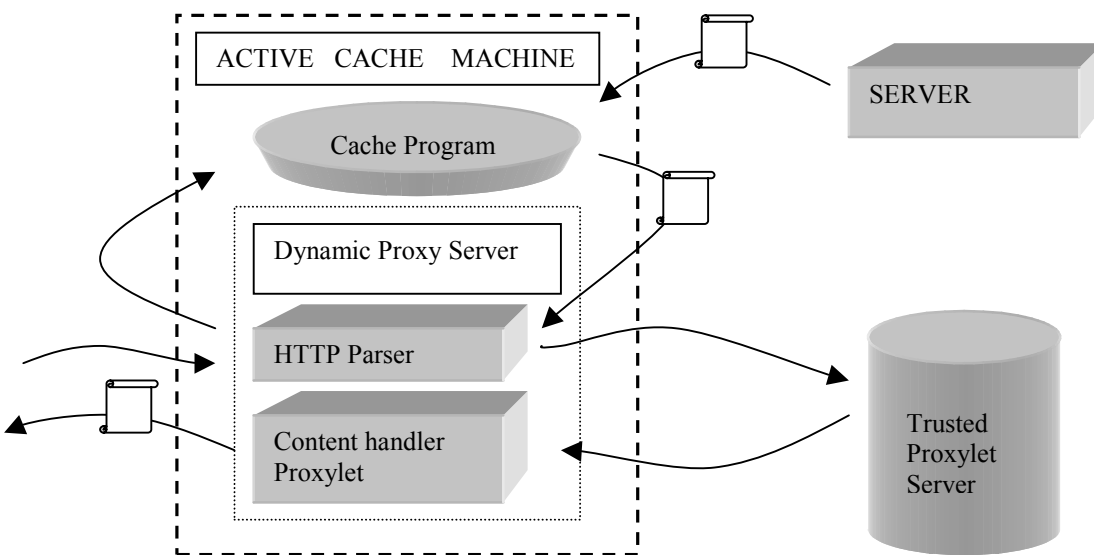 ACTIVE CACHE MACHINE
SERVER
Cache Program
Dynamic Proxy Server
HTTP Parser
Content handler
Proxylet
Trusted
Proxylet
Server